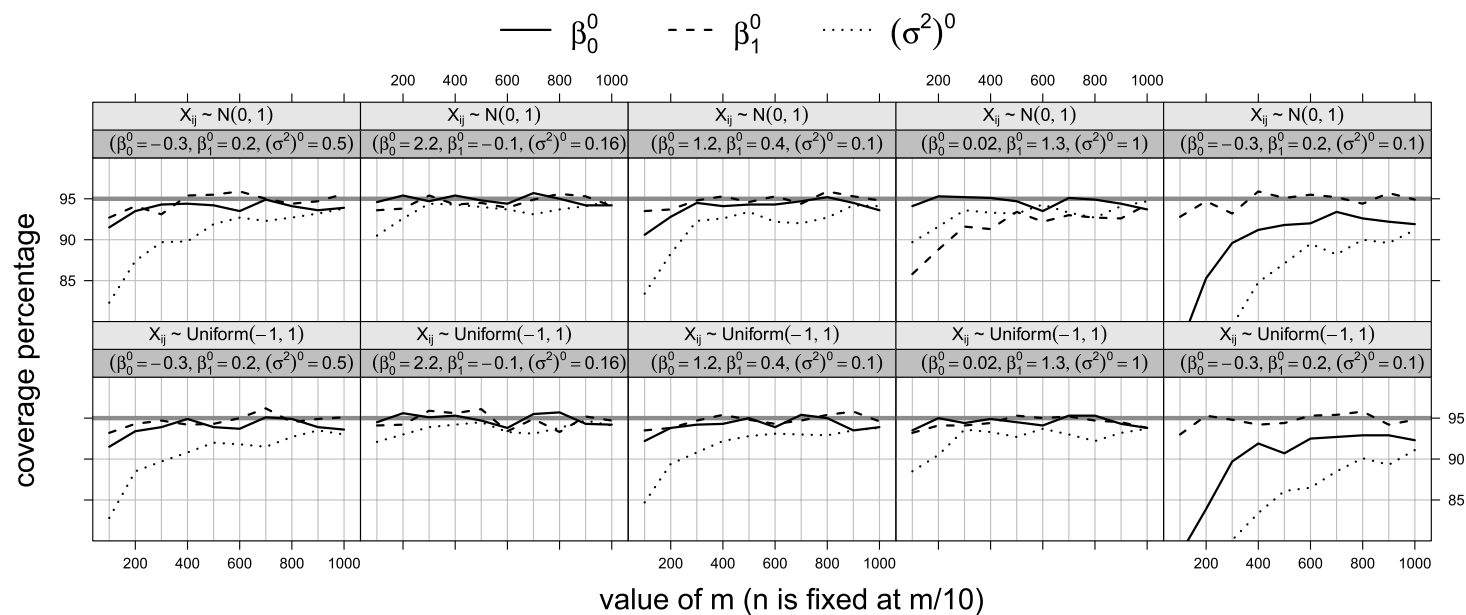 β₀⁰ β₁⁰ (σ²)⁰
200 400 600 800 1000 200 400 600 800 1000
Xᵢⱼ ~ N(0, 1) Xᵢⱼ ~ N(0, 1) Xᵢⱼ ~ N(0, 1) Xᵢⱼ ~ N(0, 1) Xᵢⱼ ~ N(0, 1)
(β₀⁰ = −0.3, β₁⁰ = 0.2, (σ²)⁰ = 0.5) (β₀⁰ = 2.2, β₁⁰ = −0.1, (σ²)⁰ = 0.16) (β₀⁰ = 1.2, β₁⁰ = 0.4, (σ²)⁰ = 0.1) (β₀⁰ = 0.02, β₁⁰ = 1.3, (σ²)⁰ = 1) (β₀⁰ = −0.3, β₁⁰ = 0.2, (σ²)⁰ = 0.1)
95
90
85
coverage percentage
Xᵢⱼ ~ Uniform(−1, 1) Xᵢⱼ ~ Uniform(−1, 1) Xᵢⱼ ~ Uniform(−1, 1) Xᵢⱼ ~ Uniform(−1, 1) Xᵢⱼ ~ Uniform(−1, 1)
(β₀⁰ = −0.3, β₁⁰ = 0.2, (σ²)⁰ = 0.5) (β₀⁰ = 2.2, β₁⁰ = −0.1, (σ²)⁰ = 0.16) (β₀⁰ = 1.2, β₁⁰ = 0.4, (σ²)⁰ = 0.1) (β₀⁰ = 0.02, β₁⁰ = 1.3, (σ²)⁰ = 1) (β₀⁰ = −0.3, β₁⁰ = 0.2, (σ²)⁰ = 0.1)
95
90
85
200 400 600 800 1000 200 400 600 800 1000 200 400 600 800 1000
value of m (n is fixed at m/10)